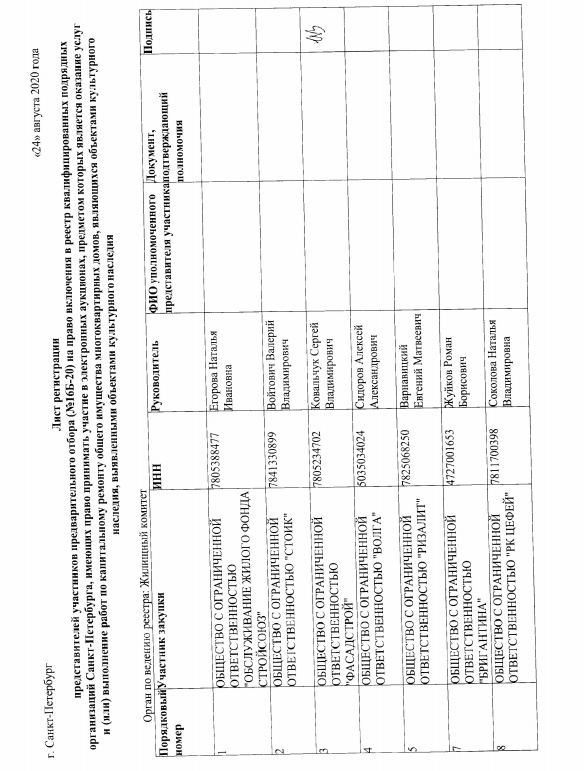 г. Санкт-Петербург
«24» августа 2020 года
Лист регистрации
представителей участников предварительного отбора (№16Б-20) на право включения в реестр квалифицированных подрядных
организаций Санкт-Петербурга, имеющих право принимать участие в электронных аукционах, предметом которых является оказание услуг
и (или) выполнение работ по капитальному ремонту общего имущества многоквартирных домов, являющихся объектами культурного
наследия, выявленными объектами культурного наследия
Орган по ведению реестра: Жилищный комитет
Порядковый
номер
Участник закупки
ИНН
Руководитель
ФИО уполномоченного
представителя участника
Документ,
подтверждающий
полномочия
Подпись
1
ОБЩЕСТВО С ОГРАНИЧЕННОЙ
ОТВЕТСТВЕННОСТЬЮ
"ОБСЛУЖИВАНИЕ ЖИЛОГО ФОНДА
СТРОЙСОЮЗ"
7805388477
Егорова Наталья
Ивановна
2
ОБЩЕСТВО С ОГРАНИЧЕННОЙ
ОТВЕТСТВЕННОСТЬЮ "СТОИК"
7841330899
Войтович Валерий
Владимирович
3
ОБЩЕСТВО С ОГРАНИЧЕННОЙ
ОТВЕТСТВЕННОСТЬЮ
"ФАСАДСТРОЙ"
7805234702
Ковальчук Сергей
Владимирович
4
ОБЩЕСТВО С ОГРАНИЧЕННОЙ
ОТВЕТСТВЕННОСТЬЮ "ВОЛГА"
5035034024
Сидоров Алексей
Александрович
5
ОБЩЕСТВО С ОГРАНИЧЕННОЙ
ОТВЕТСТВЕННОСТЬЮ "РИЗАЛИТ"
7825068250
Варнавицкий
Евгений Матвеевич
7
ОБЩЕСТВО С ОГРАНИЧЕННОЙ
ОТВЕТСТВЕННОСТЬЮ
"БРИГАНТИНА"
4727001653
Жуйков Роман
Борисович
8
ОБЩЕСТВО С ОГРАНИЧЕННОЙ
ОТВЕТСТВЕННОСТЬЮ "РК ЦЕФЕЙ"
7811700398
Соколова Наталья
Владимировна